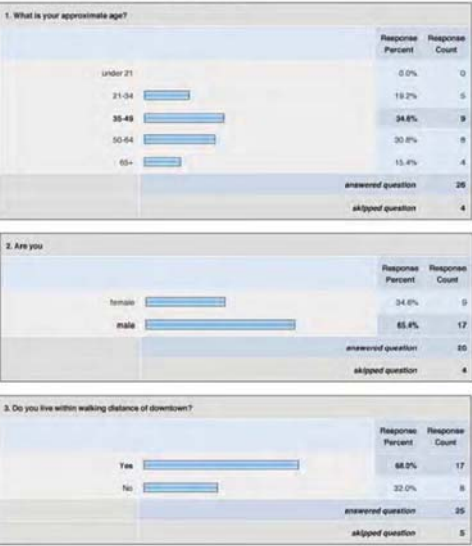 1. What is your approximate age?
Response Percent Response Count
under 21 0.0% 0
21-34 19.2% 5
35-49 34.6% 9
50-64 30.8% 8
65+ 15.4% 4
answered question 26
skipped question 4
2. Are you
Response Percent Response Count
female 34.6% 9
male 65.4% 17
answered question 26
skipped question 4
3. Do you live within walking distance of downtown?
Response Percent Response Count
Yes 68.0% 17
No 32.0% 8
answered question 25
skipped question 5